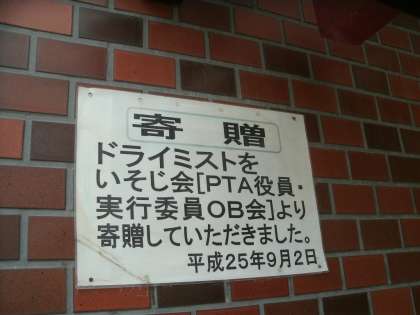 寄贈
ドライミストを
いそじ会[PTA役員・
実行委員OB会]より
寄贈していただきました。
平成25年9月2日